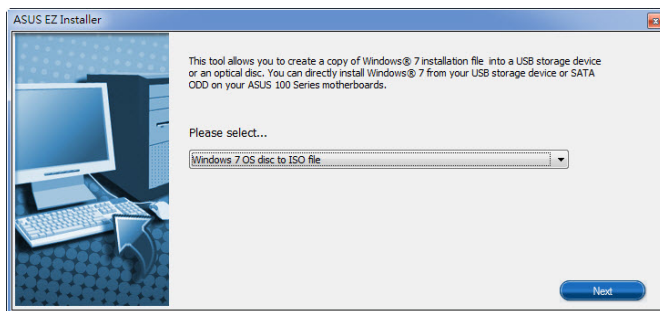 ASUS EZ Installer
This tool allows you to create a copy of Windows® 7 installation file into a USB storage device
or an optical disc. You can directly install Windows® 7 from your USB storage device or SATA
ODD on your ASUS 100 Series motherboards.
Please select...
Windows 7 OS disc to ISO file
Next